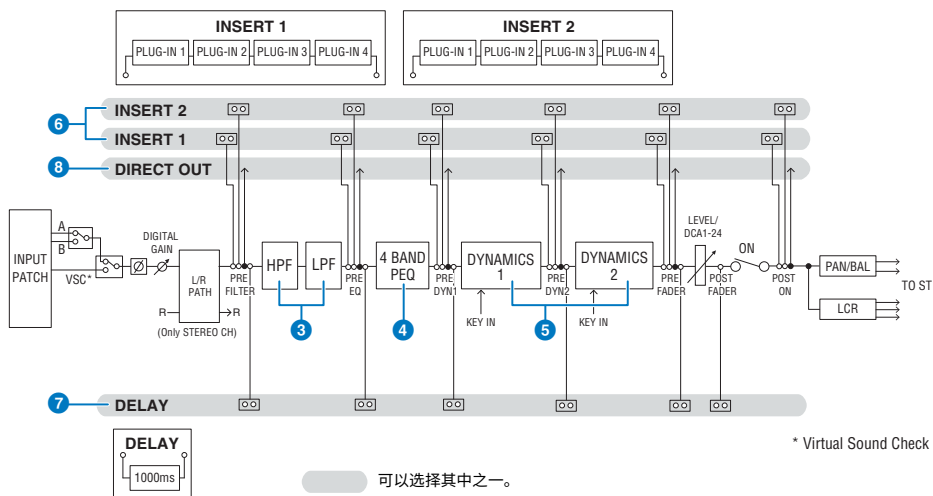 INSERT 1
PLUG-IN 1 PLUG-IN 2 PLUG-IN 3 PLUG-IN 4
INSERT 2
PLUG-IN 1 PLUG-IN 2 PLUG-IN 3 PLUG-IN 4
6
INSERT 2
INSERT 1
8
DIRECT OUT
INPUT
PATCH
A
B
VSC*
Ø
DIGITAL
GAIN
L/R
PATH
R
R
(Only STEREO CH)
PRE
FILTER
HPF
LPF
3
PRE
EQ
4 BAND
PEQ
4
PRE
DYN1
DYNAMICS
1
KEY IN
PRE
DYN2
DYNAMICS
2
KEY IN
5
PRE
FADER
LEVEL/
DCA1-24
POST
FADER
ON
POST
ON
PAN/BAL
LCR
TO ST
7
DELAY
DELAY
1000ms
可以选择其中之一。
* Virtual Sound Check